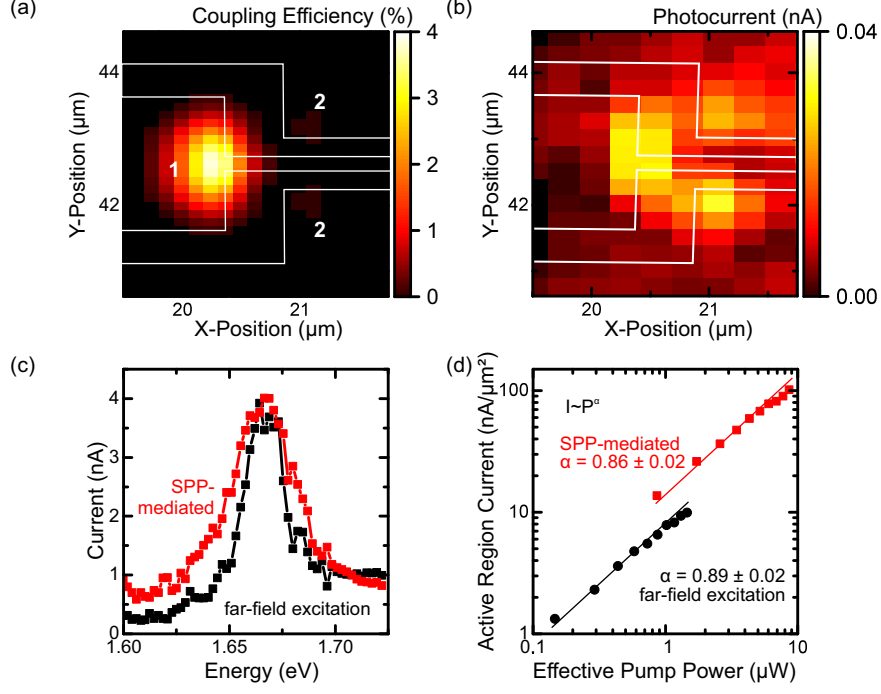 (a)
Coupling Efficiency (%)
44
42
Y-Position (µm)
20
21
X-Position (µm)
1
2
2
4
3
2
1
0
(b)
Photocurrent (nA)
44
42
Y-Position (µm)
20
21
X-Position (µm)
0.04
0.00
(c)
4
3
2
1
0
Current (nA)
SPP-
mediated
far-field excitation
1.60
1.65
1.70
Energy (eV)
(d)
100
10
1
Active Region Current (nA/µm²)
I~P^α
SPP-mediated
α = 0.86 ± 0.02
α = 0.89 ± 0.02
far-field excitation
0.1
1
10
Effective Pump Power (µW)